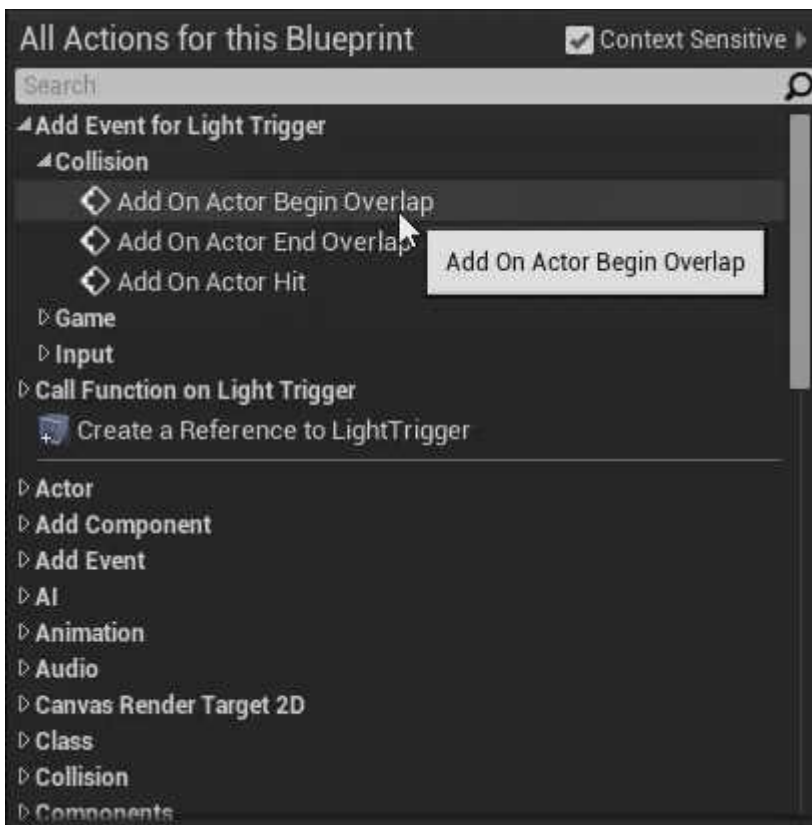 All Actions for this Blueprint
Context Sensitive
Search
Add Event for Light Trigger
Collision
Add On Actor Begin Overlap
Add On Actor End Overlap
Add On Actor Begin Overlap
Add On Actor Hit
Game
Input
Call Function on Light Trigger
Create a Reference to LightTrigger
Actor
Add Component
Add Event
AI
Animation
Audio
Canvas Render Target 2D
Class
Collision
Components